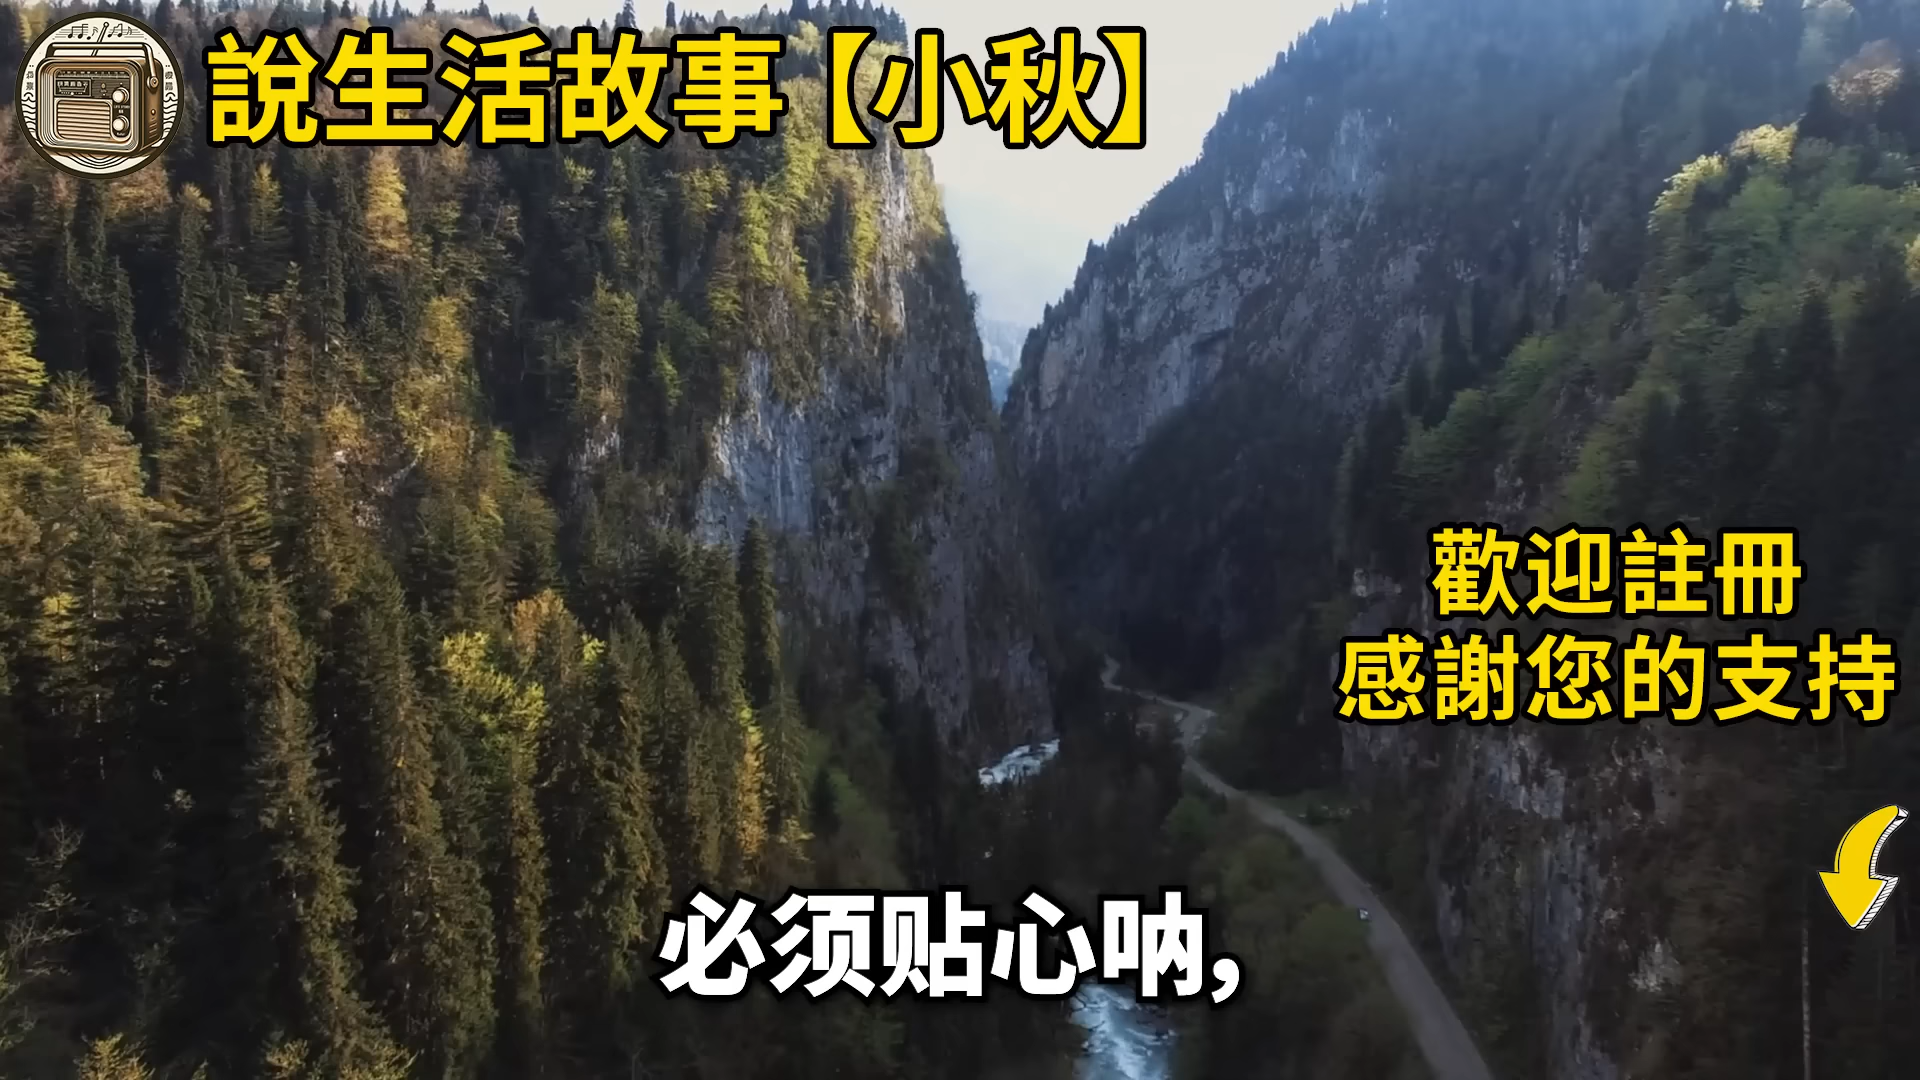 說生活故事【小秋】
歡迎註冊
感謝您的支持
必须贴心呐,